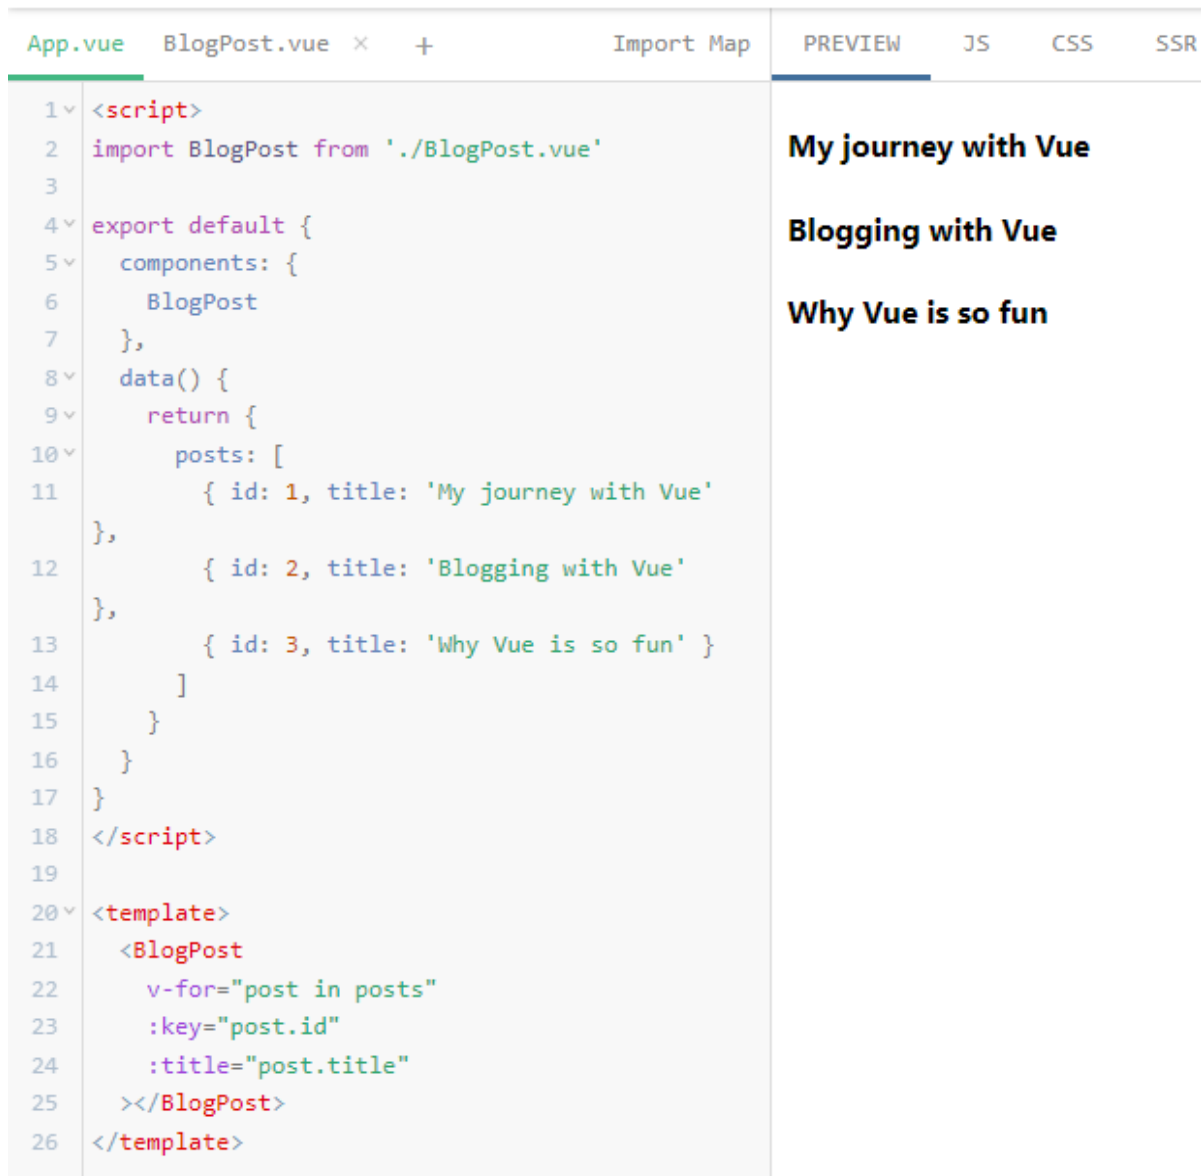 App.vue BlogPost.vue × + Import Map PREVIEW JS CSS SSR
1 <script>
2 import BlogPost from './BlogPost.vue'
3
4 export default {
5   components: {
6     BlogPost
7   },
8   data() {
9     return {
10       posts: [
11         { id: 1, title: 'My journey with Vue'
},
12         { id: 2, title: 'Blogging with Vue'
},
13         { id: 3, title: 'Why Vue is so fun' }
14       ]
15     }
16   }
17 }
18 </script>
19
20 <template>
21   <BlogPost
22     v-for="post in posts"
23     :key="post.id"
24     :title="post.title"
25   ></BlogPost>
26 </template>
My journey with Vue
Blogging with Vue
Why Vue is so fun